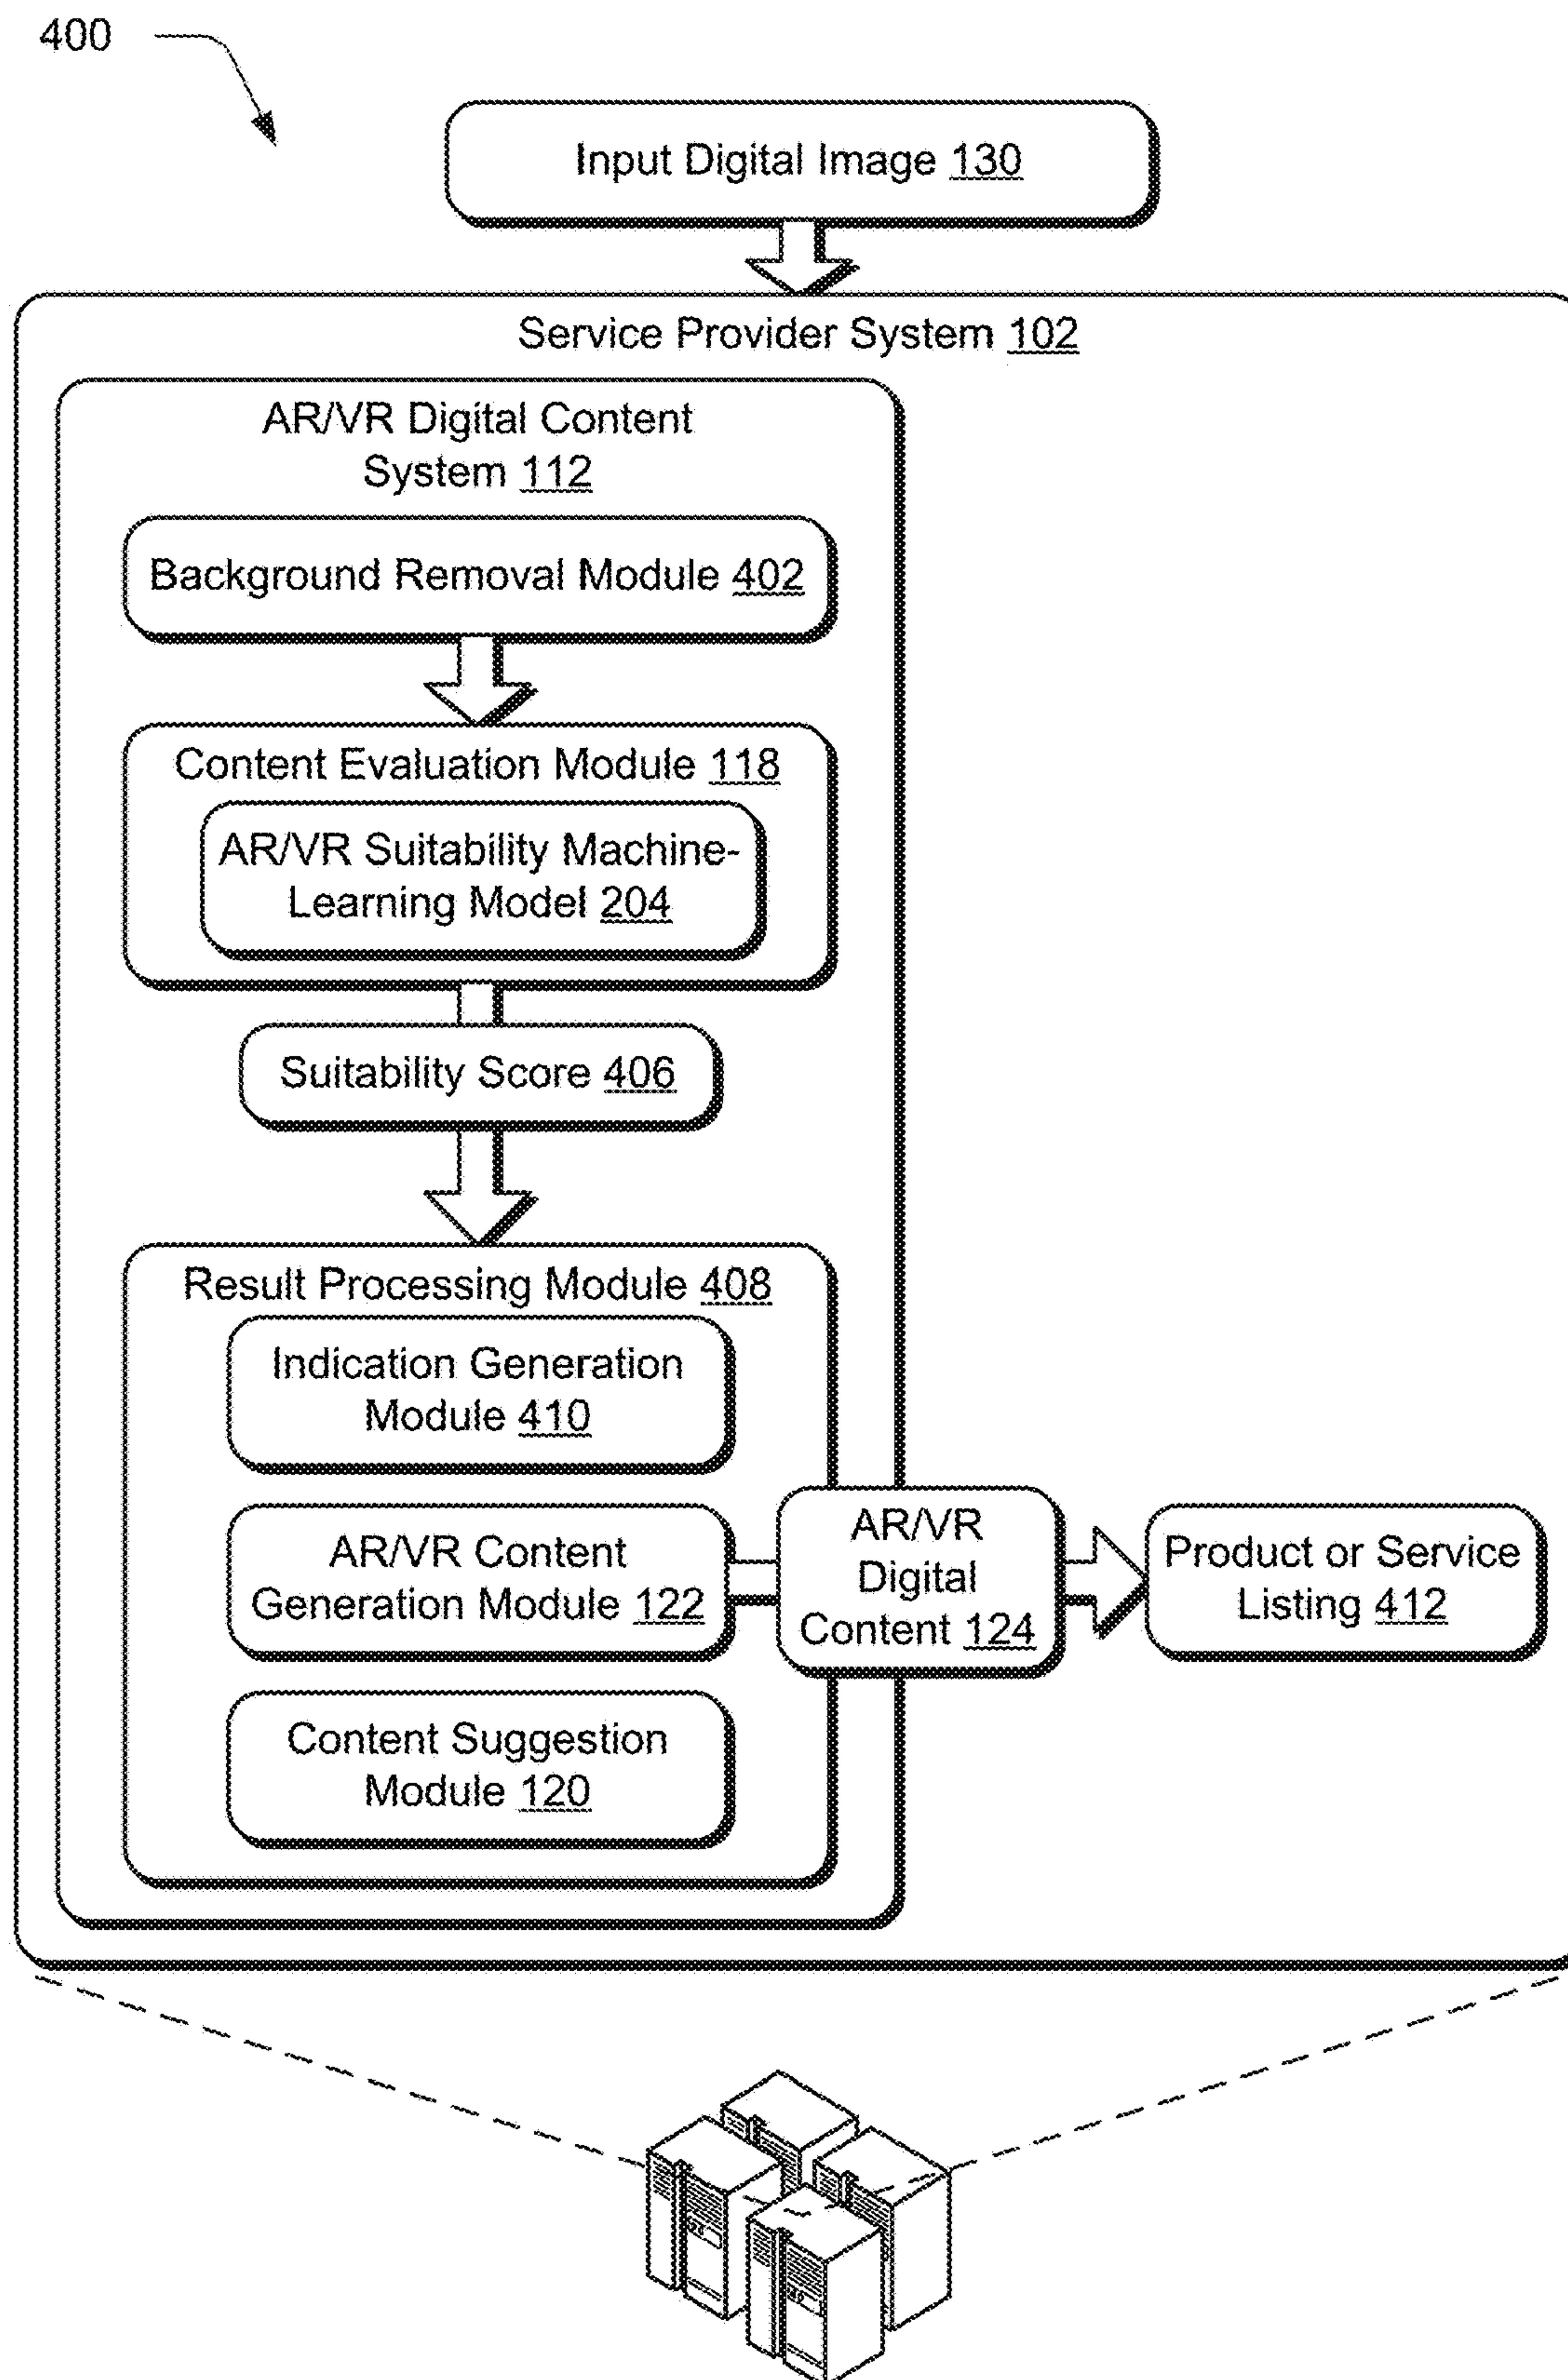 400
Input Digital Image 130
Service Provider System 102
AR/VR Digital Content
System 112
Background Removal Module 402
Content Evaluation Module 118
AR/VR Suitability Machine-
Learning Model 204
Suitability Score 406
Result Processing Module 408
Indication Generation
Module 410
AR/VR Content
Generation Module 122
AR/VR
Digital
Content 124
Product or Service
Listing 412
Content Suggestion
Module 120